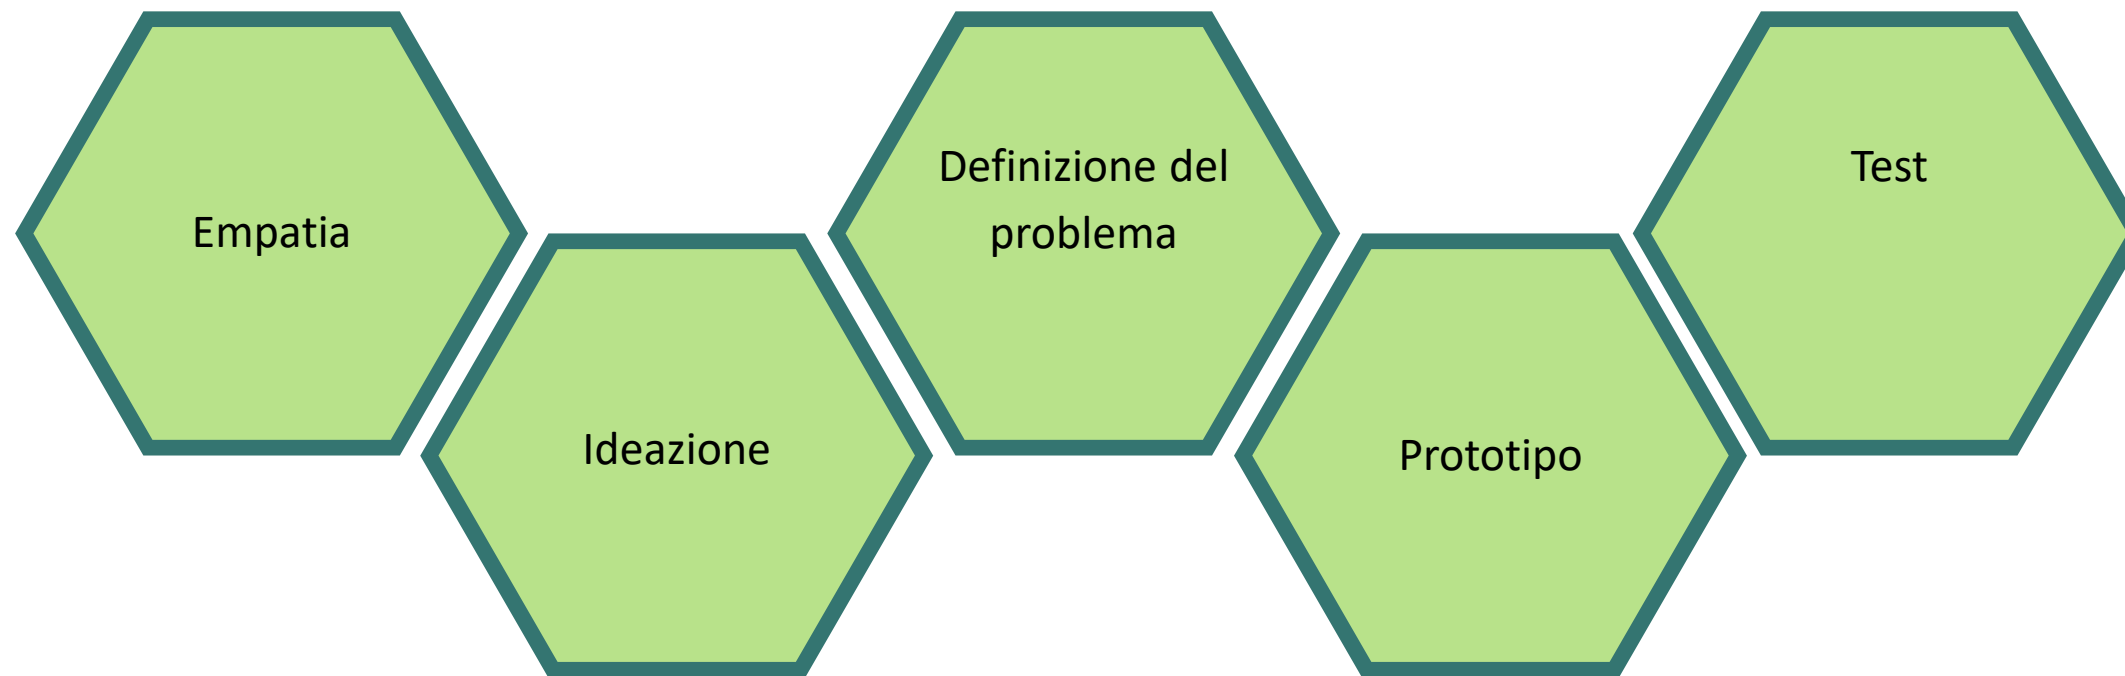 Empatia
Ideazione
Definizione del
problema
Prototipo
Test